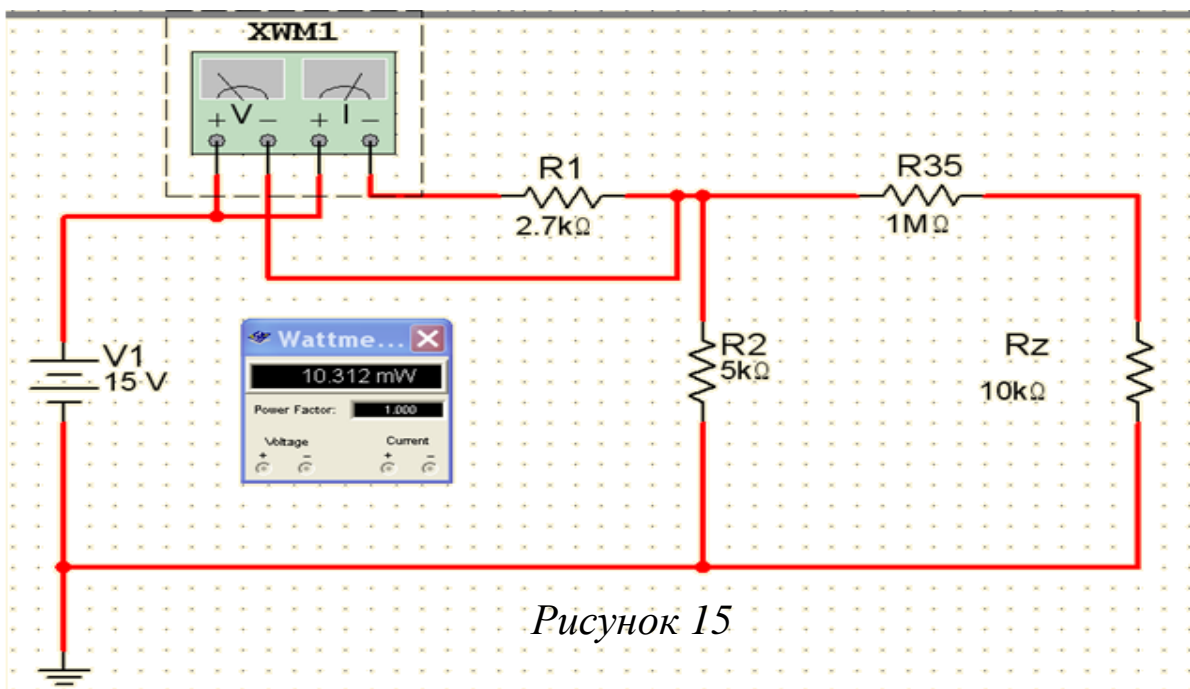 XWM1
V I
+ − + −
R1
2.7kΩ
R35
1MΩ
V1
15 V
Wattme...
10.312 mW
Power Factor: 1.000
Voltage Current
+ − + −
R2
5kΩ
Rz
10kΩ
Рисунок 15